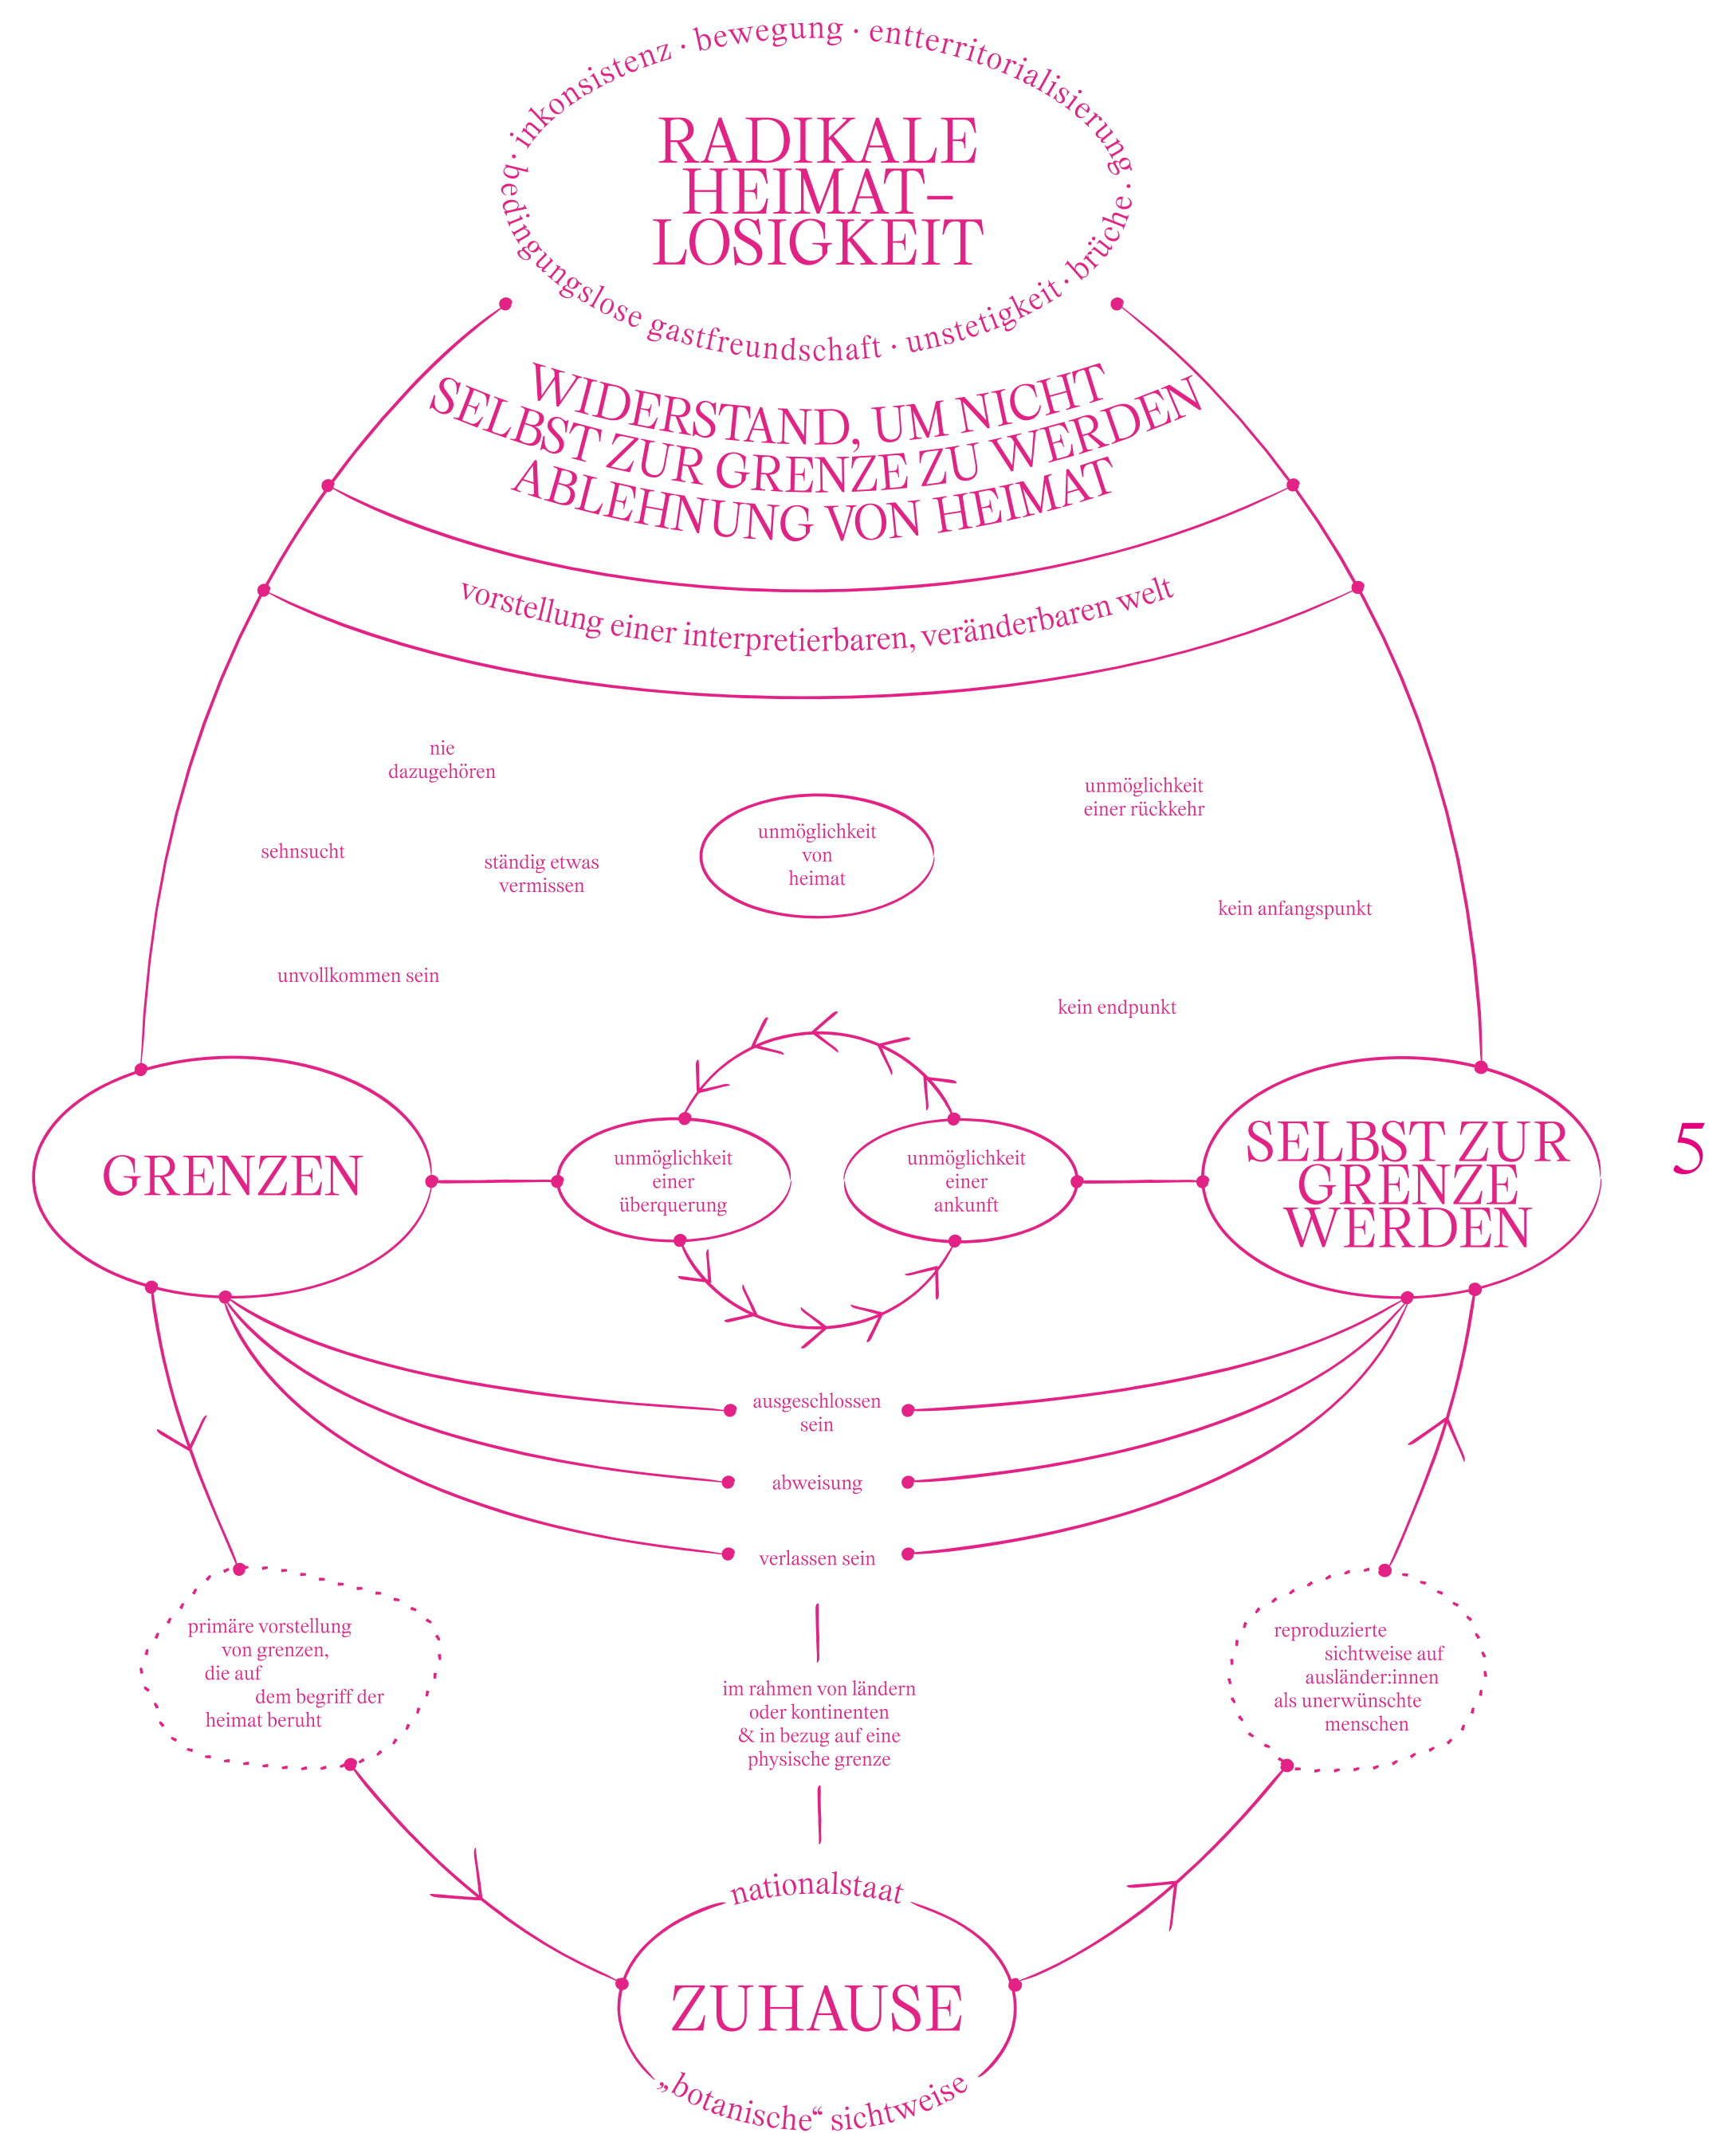 · inkonsistenz · bewegung · entterritorialisierung ·
bedingungslose gastfreundschaft · unstetigkeit · brüche
RADIKALE
HEIMAT–
LOSIGKEIT
WIDERSTAND, UM NICHT
SELBST ZUR GRENZE ZU WERDEN
ABLEHNUNG VON HEIMAT
vorstellung einer interpretierbaren, veränderbaren welt
nie
dazugehören
unmöglichkeit
einer rückkehr
sehnsucht
ständig etwas
vermissen
unmöglichkeit
von
heimat
kein anfangspunkt
unvollkommen sein
kein endpunkt
GRENZEN
unmöglichkeit
einer
überquerung
unmöglichkeit
einer
ankunft
SELBST ZUR
GRENZE
WERDEN
5
ausgeschlossen
sein
abweisung
verlassen sein
primäre vorstellung
von grenzen,
die auf
dem begriff der
heimat beruht
im rahmen von ländern
oder kontinenten
& in bezug auf eine
physische grenze
reproduzierte
sichtweise auf
ausländer:innen
als unerwünschte
menschen
nationalstaat
ZUHAUSE
„botanische“ sichtweise